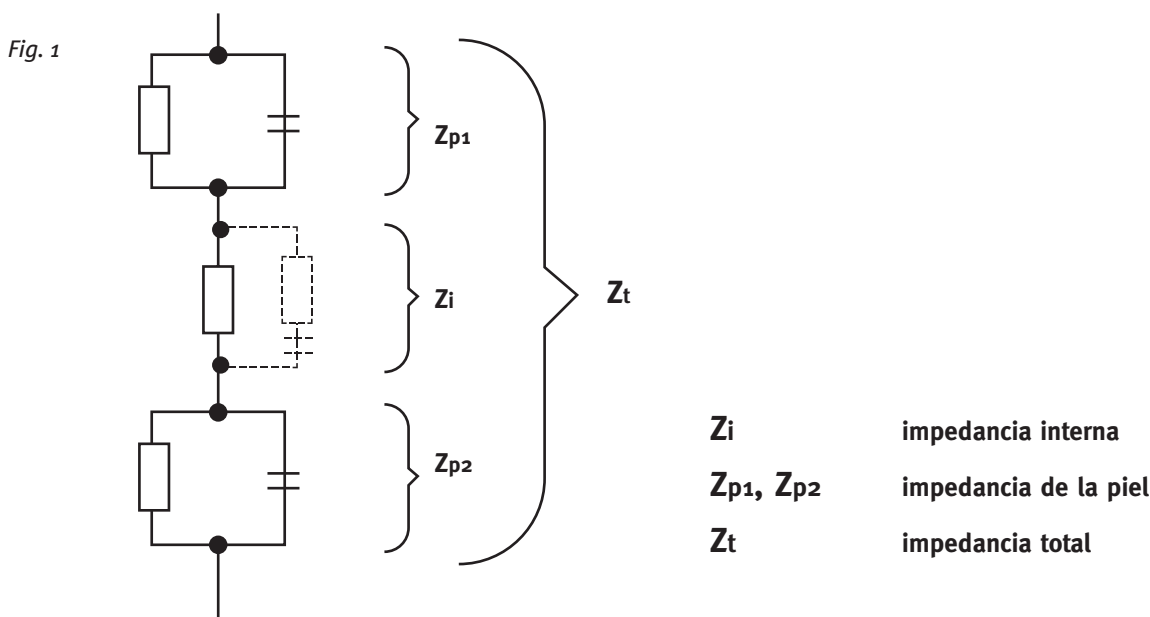 Fig. 1
Zp1
Zi
Zt
Zp2
Zi impedancia interna
Zp1, Zp2 impedancia de la piel
Zt impedancia total